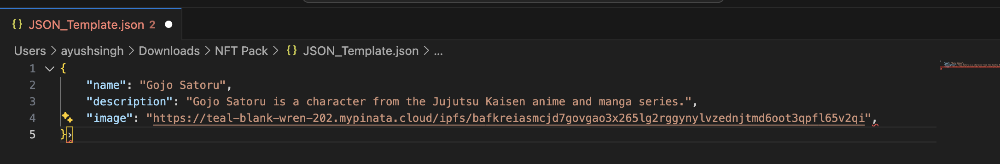 {} JSON_Template.json 2
Users > ayushsingh > Downloads > NFT Pack > {} JSON_Template.json > ...
1 {
2 "name": "Gojo Satoru",
3 "description": "Gojo Satoru is a character from the Jujutsu Kaisen anime and manga series.",
4 "image": "https://teal-blank-wren-202.mypinata.cloud/ipfs/bafkreiasmcjd7govgao3x265lg2rggynylvzednjtmd6oot3qpfl65v2qi",
5 }›